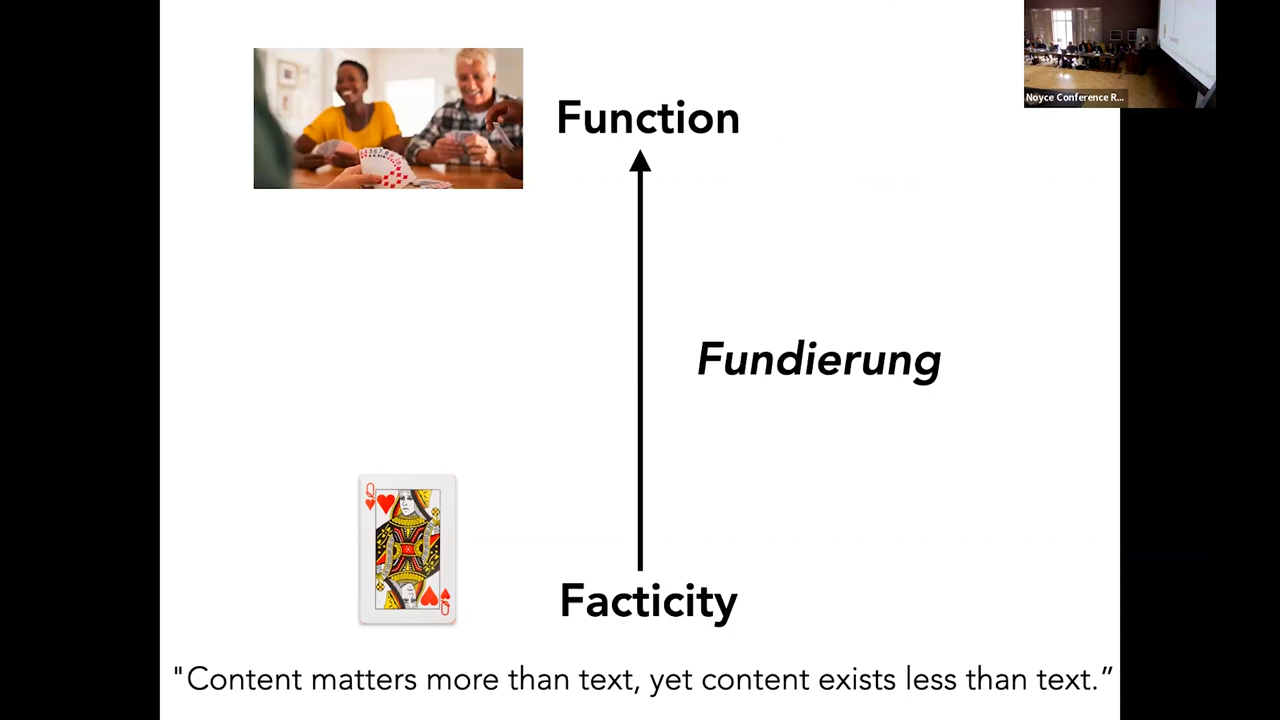 Function
Noyce Conference R...
Fundierung
Q
Q
Facticity
"Content matters more than text, yet content exists less than text.”